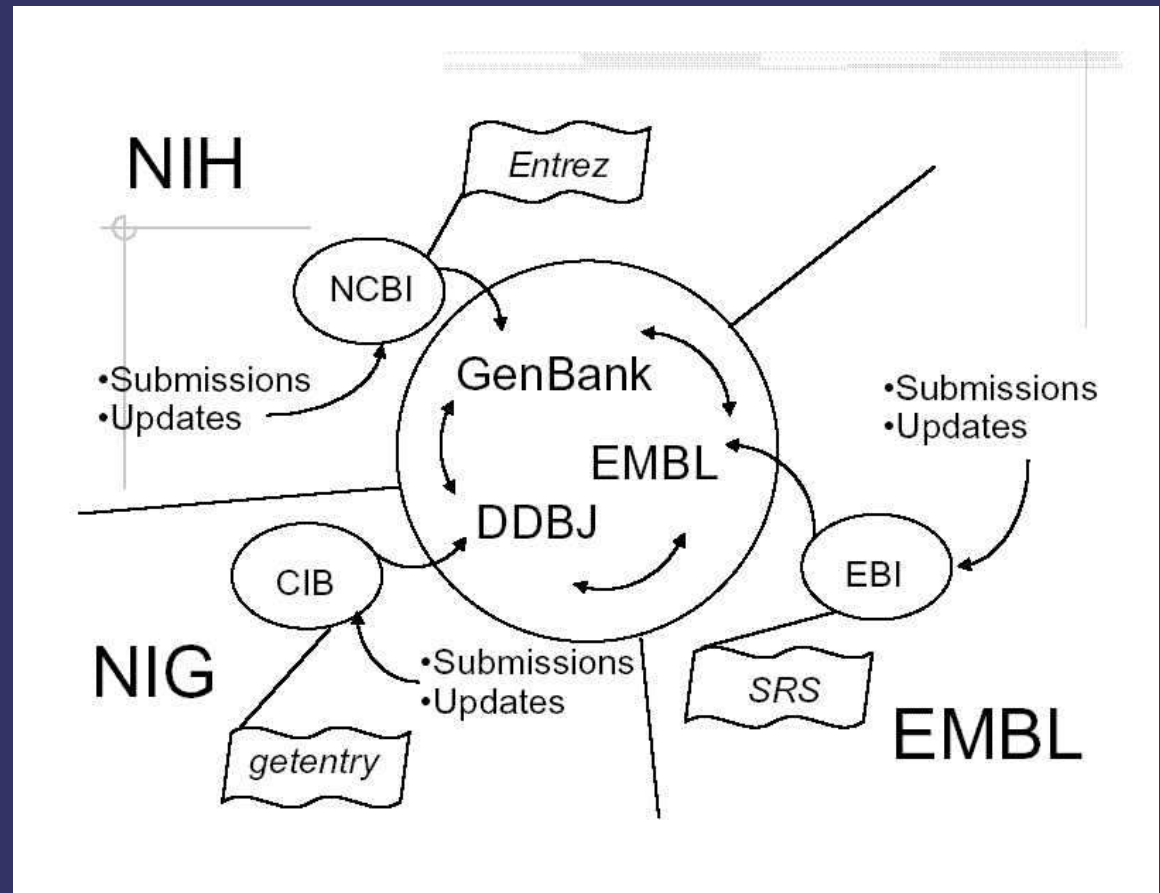 NIH
Entrez
NCBI
•Submissions
•Updates
GenBank
EMBL
DDBJ
•Submissions
•Updates
EBI
SRS
EMBL
CIB
•Submissions
•Updates
NIG
getentry